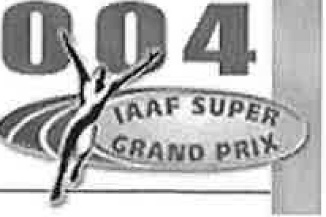 004
IAAF SUPER
GRAND PRIX